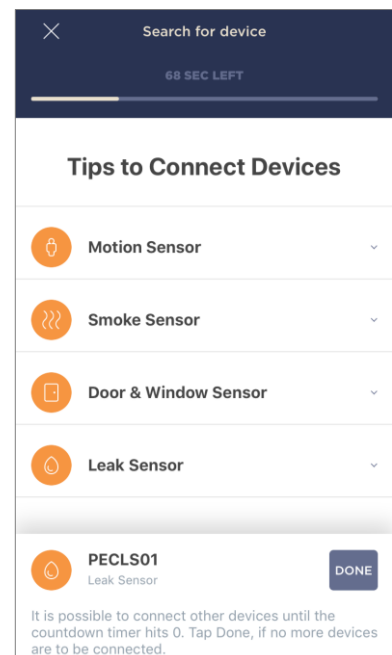 Search for device
68 SEC LEFT
Tips to Connect Devices
Motion Sensor
Smoke Sensor
Door & Window Sensor
Leak Sensor
PECLS01
Leak Sensor
DONE
It is possible to connect other devices until the
countdown timer hits 0. Tap Done, if no more devices
are to be connected.